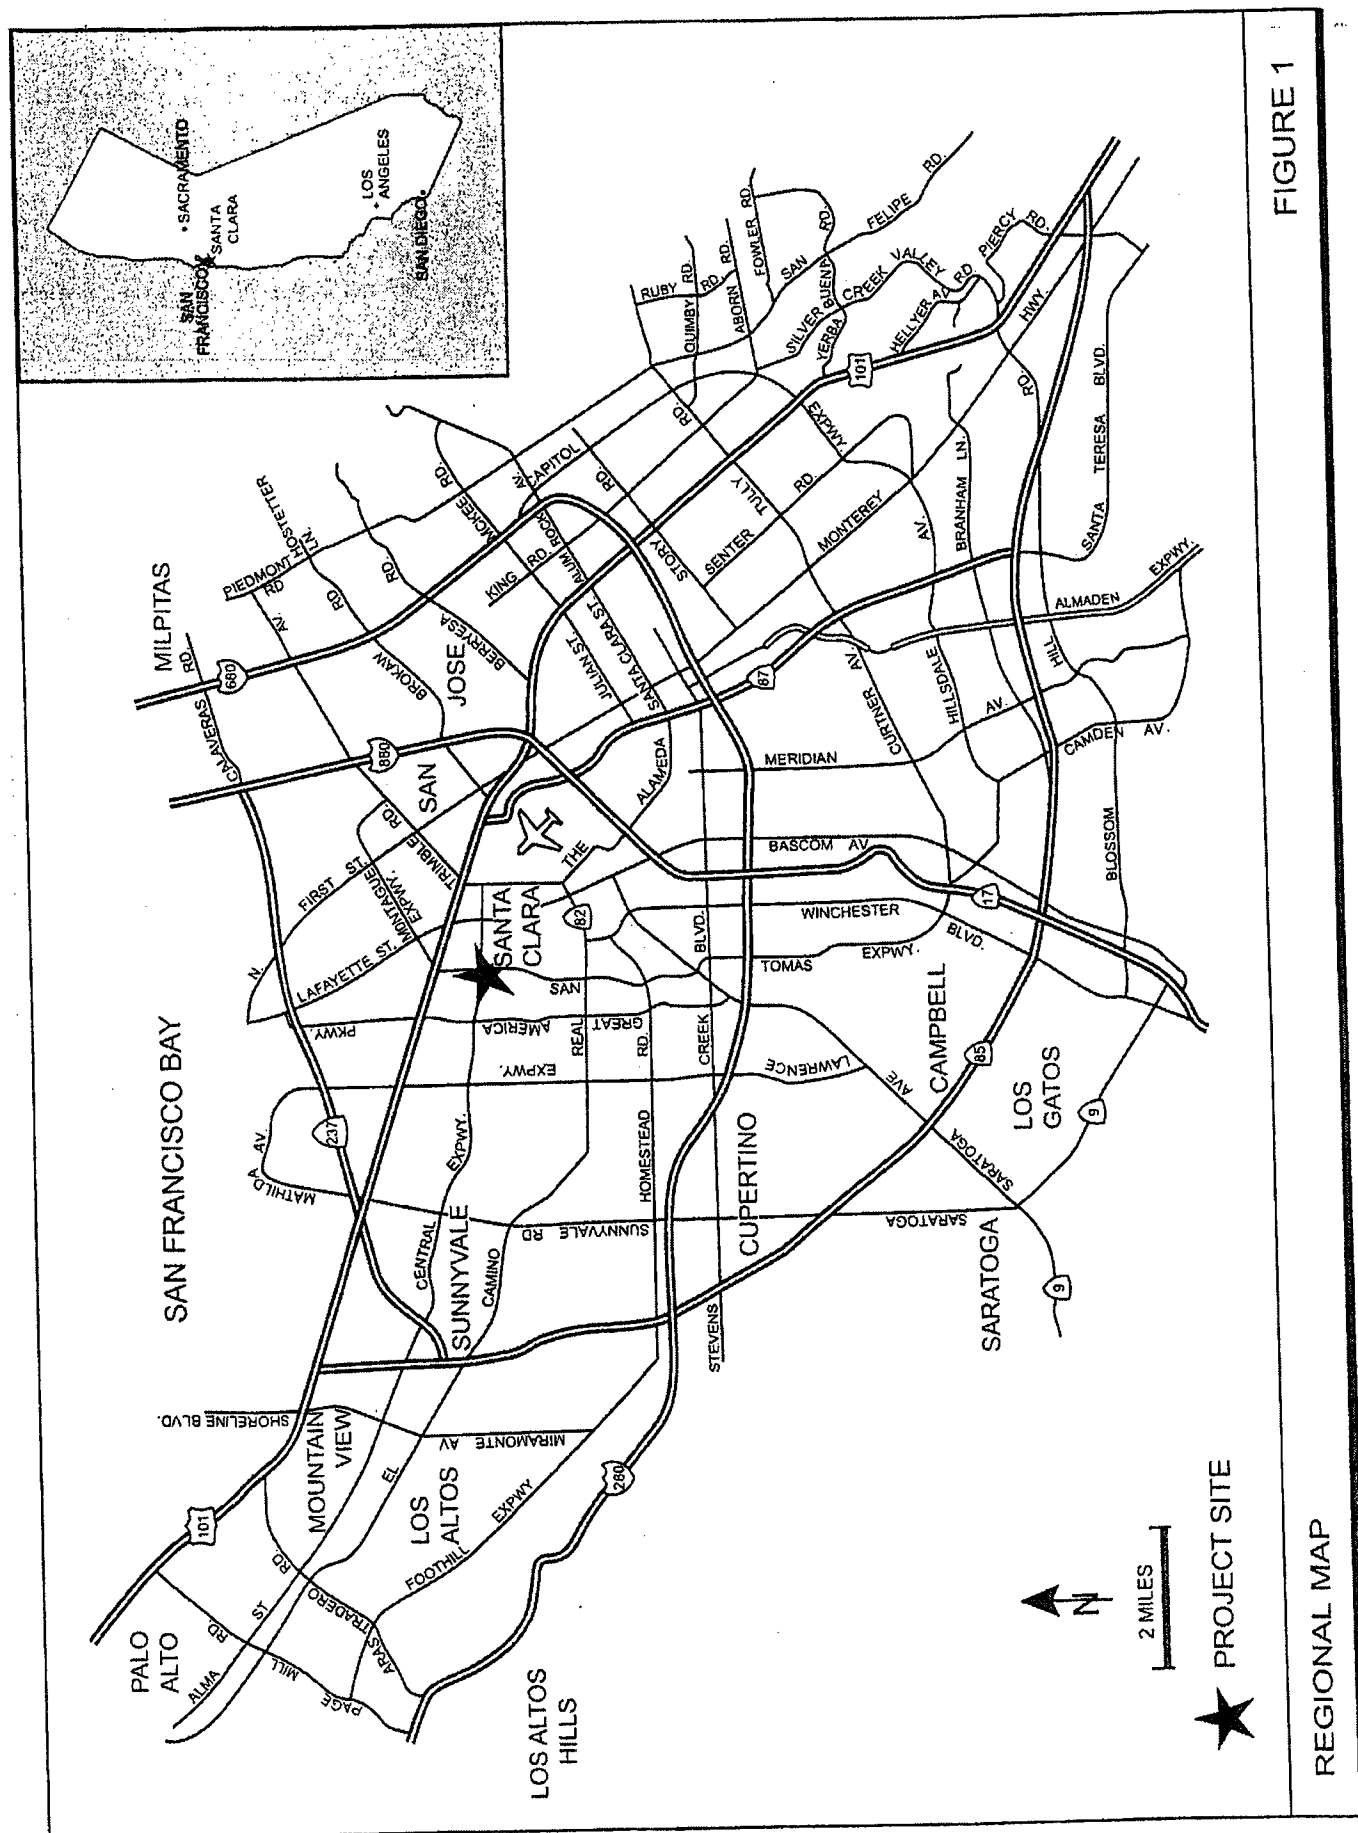 SACRAMENTO
SAN
FRANCISCO
SANTA
CLARA
LOS
ANGELES
SAN DIEGO
SAN FRANCISCO BAY
MILPITAS
PALO
ALTO
MOUNTAIN
VIEW
LOS
ALTOS
LOS ALTOS
HILLS
SUNNYVALE
SANTA
CLARA
SAN JOSE
CUPERTINO
CAMPBELL
SARATOGA
LOS
GATOS
101
280
237
85
9
9
17
82
880
680
87
101
ALMA ST.
PAGE MILL RD
ARASTRADERO RD.
FOOTHILL EXPWY
EL CAMINO REAL
SHORELINE BLVD.
MIRAMONTE AV
CENTRAL EXPWY.
MATHILDA AV.
SUNNYVALE RD
SARATOGA
HOMESTEAD RD.
STEVENS CREEK BLVD.
LAWRENCE EXPWY.
GREAT AMERICA PKWY.
SAN TOMAS EXPWY.
SARATOGA AVE
LAFAYETTE ST.
N. FIRST ST.
MONTAGUE EXPWY.
TRIMBLE RD.
THE ALAMEDA
WINCHESTER BLVD.
BASCOM AV
MERIDIAN AV.
CALAVERAS RD.
PIEDMONT RD
HOSTETTER LN.
AV.
BROKAW RD
BERRYESA RD.
MCKEE RD.
KING RD.
ALUM ROCK AV.
JULIAN ST.
SANTA CLARA ST.
CAPITOL EXPWY
STORY RD.
TULLY RD.
SENTER RD.
MONTEREY HWY.
CURTNER AV.
HILLSDALE AV.
BRANHAM LN.
BLOSSOM HILL RD.
CAMDEN AV.
ALMADEN EXPWY.
SANTA TERESA BLVD.
RUBY RD.
QUIMBY RD.
ABORN RD.
FOWLER RD.
SAN FELIPE RD.
YERBA BUENA RD.
SILVER CREEK VALLEY RD
HELLYER AV
PIERCY RD.
N
2 MILES
PROJECT SITE
REGIONAL MAP
FIGURE 1